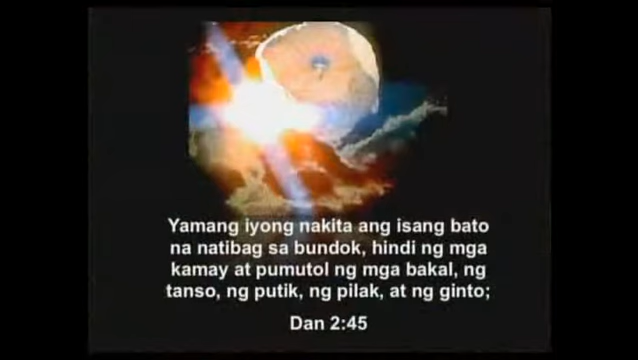 Yamang iyong nakita ang isang bato
na natibag sa bundok, hindi ng mga
kamay at pumutol ng mga bakal, ng
tanso, ng putik, ng pilak, at ng ginto;
Dan 2:45